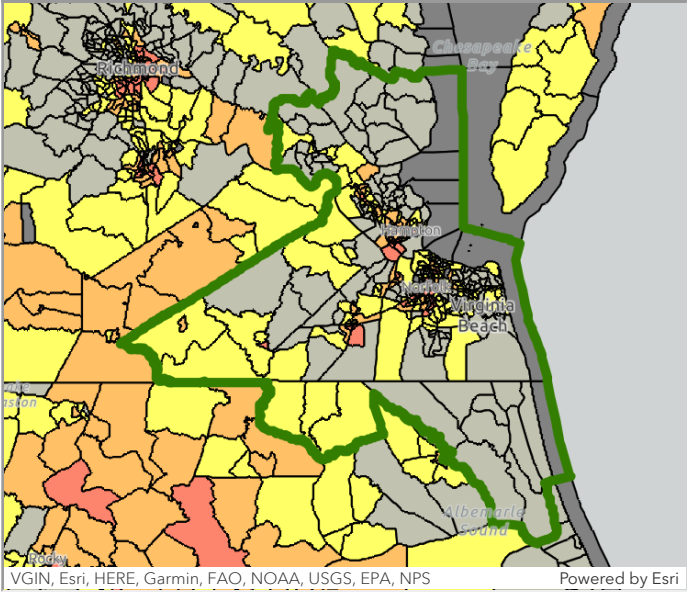 Chesapeake
Bay
Richmond
Hampton
Norfolk
Virginia
Beach
Albemarle
Sound
Rocky
VGIN, Esri, HERE, Garmin, FAO, NOAA, USGS, EPA, NPS
Powered by Esri